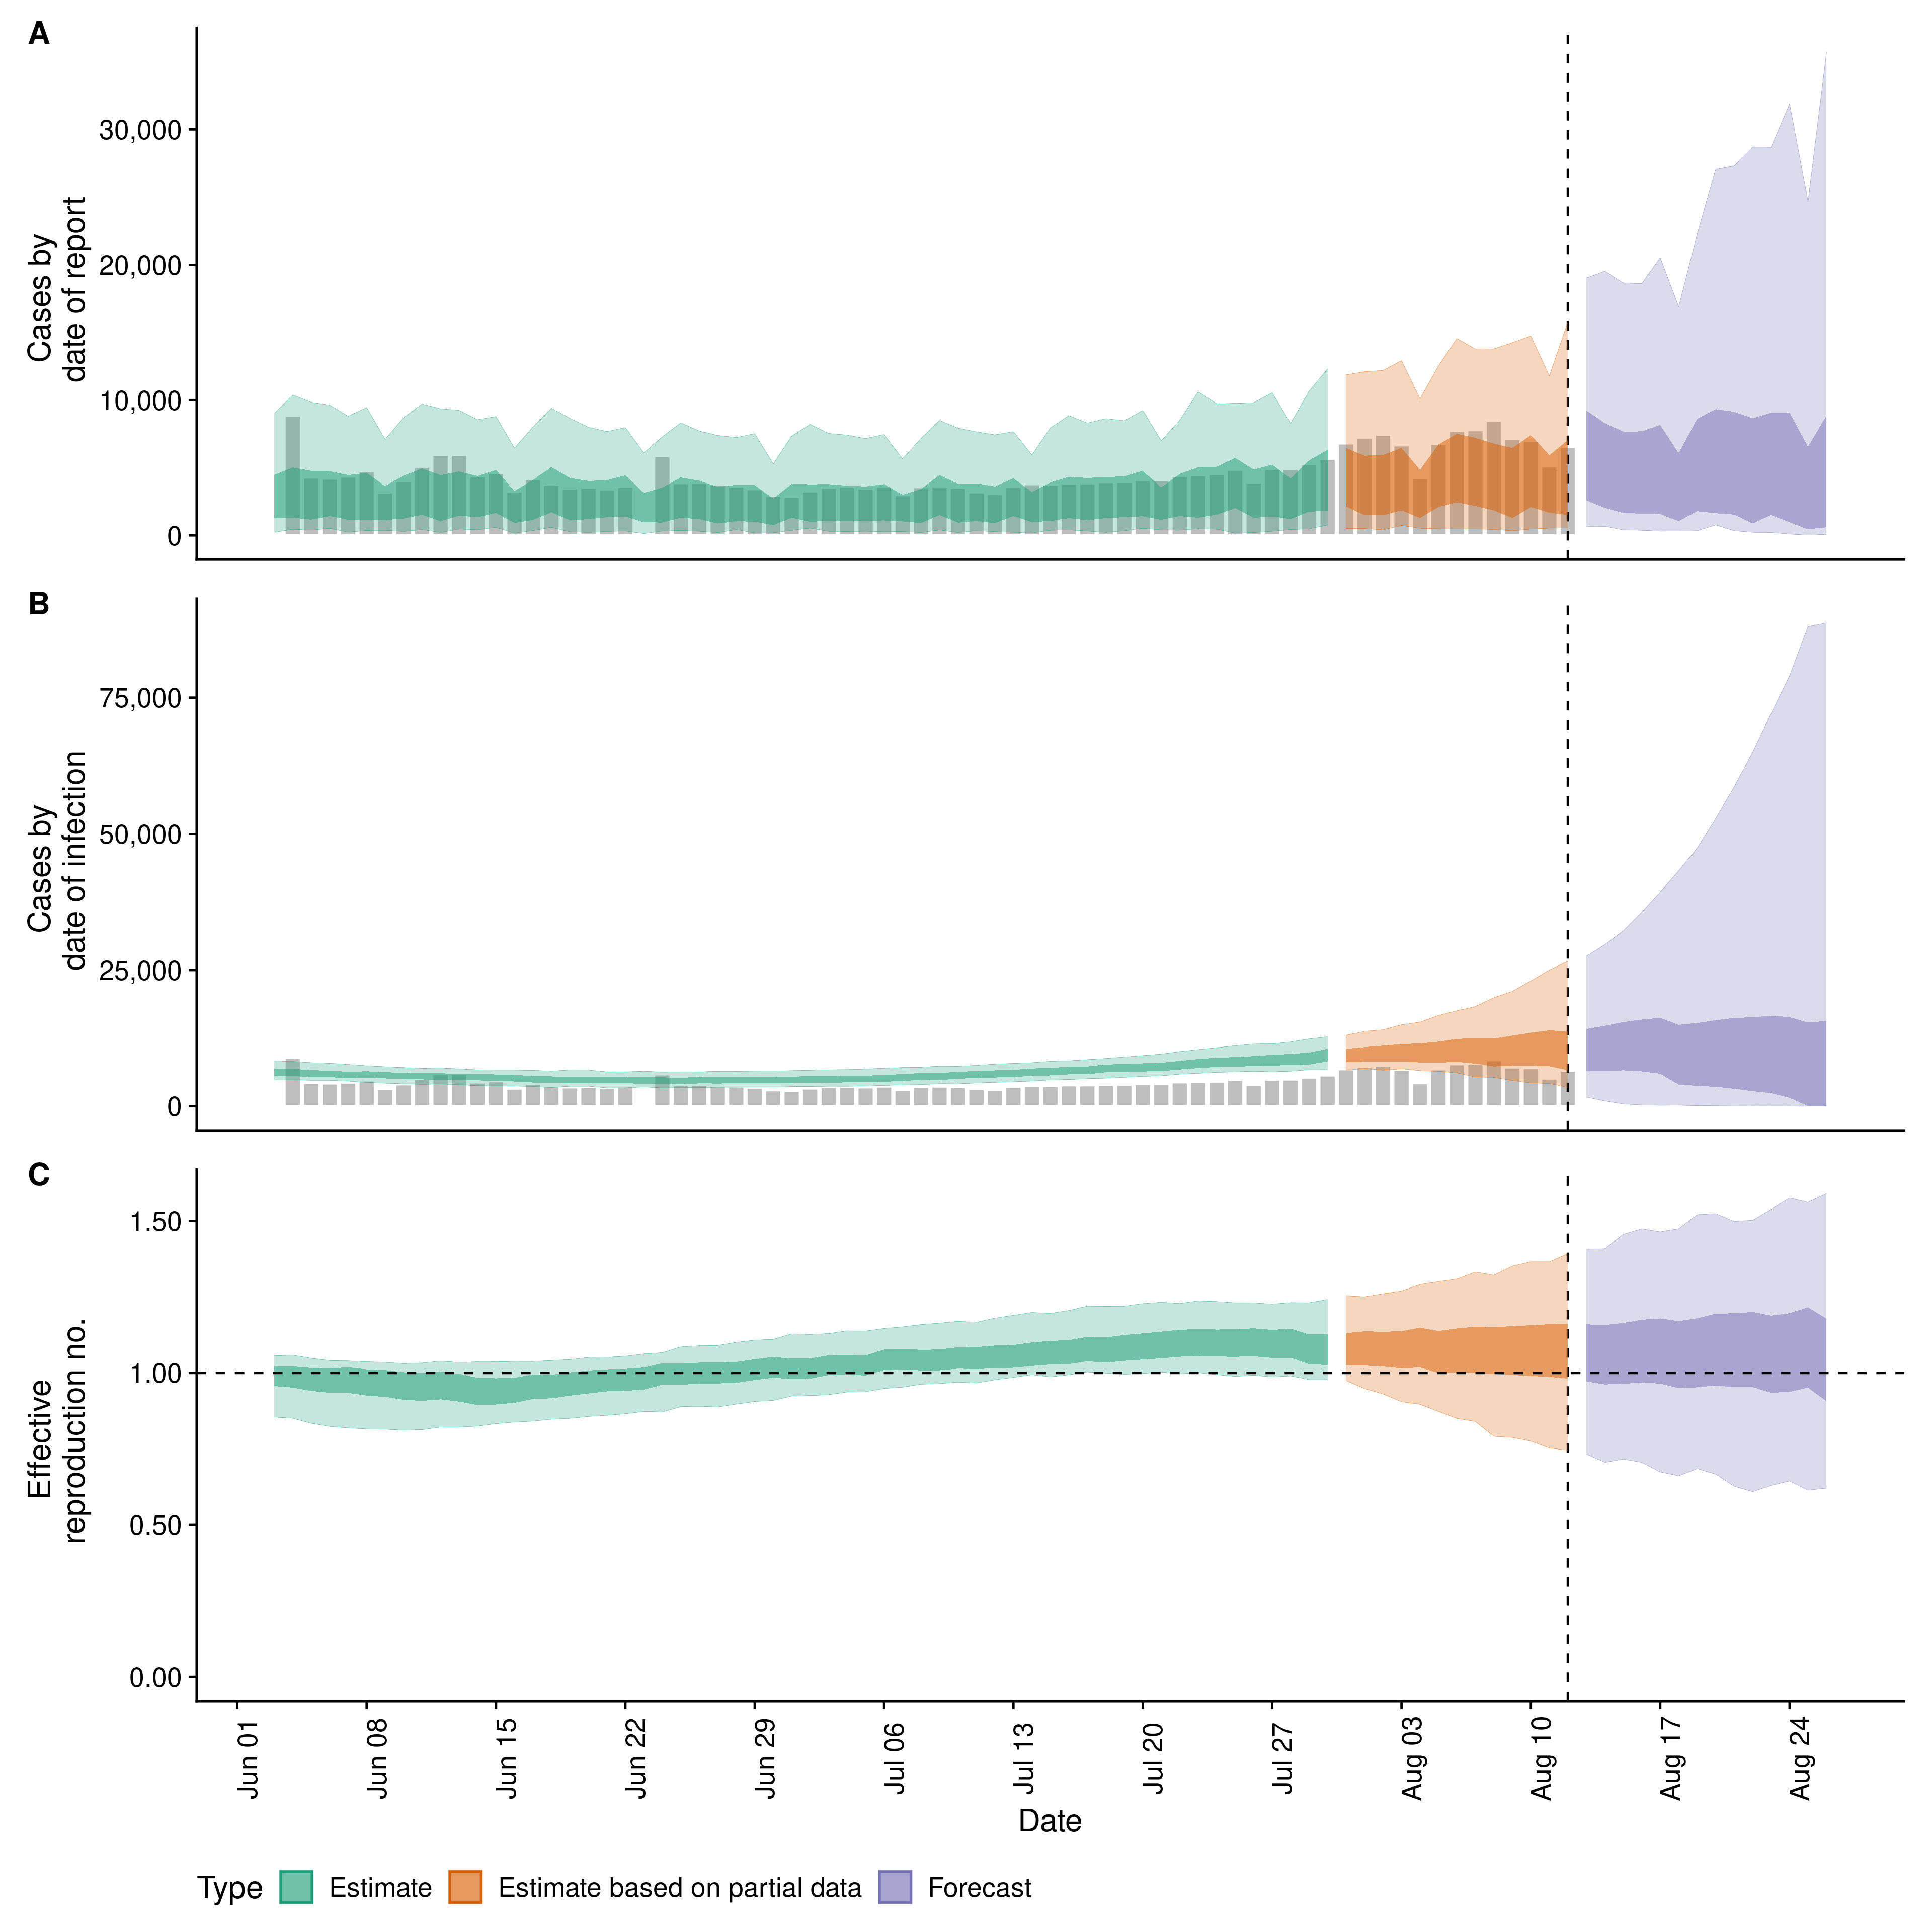 A
Cases by
date of report
30,000
20,000
10,000
0
B
Cases by
date of infection
75,000
50,000
25,000
0
C
Effective
reproduction no.
1.50
1.00
0.50
0.00
Jun 01
Jun 08
Jun 15
Jun 22
Jun 29
Jul 06
Jul 13
Jul 20
Jul 27
Aug 03
Aug 10
Aug 17
Aug 24
Date
Type Estimate Estimate based on partial data Forecast